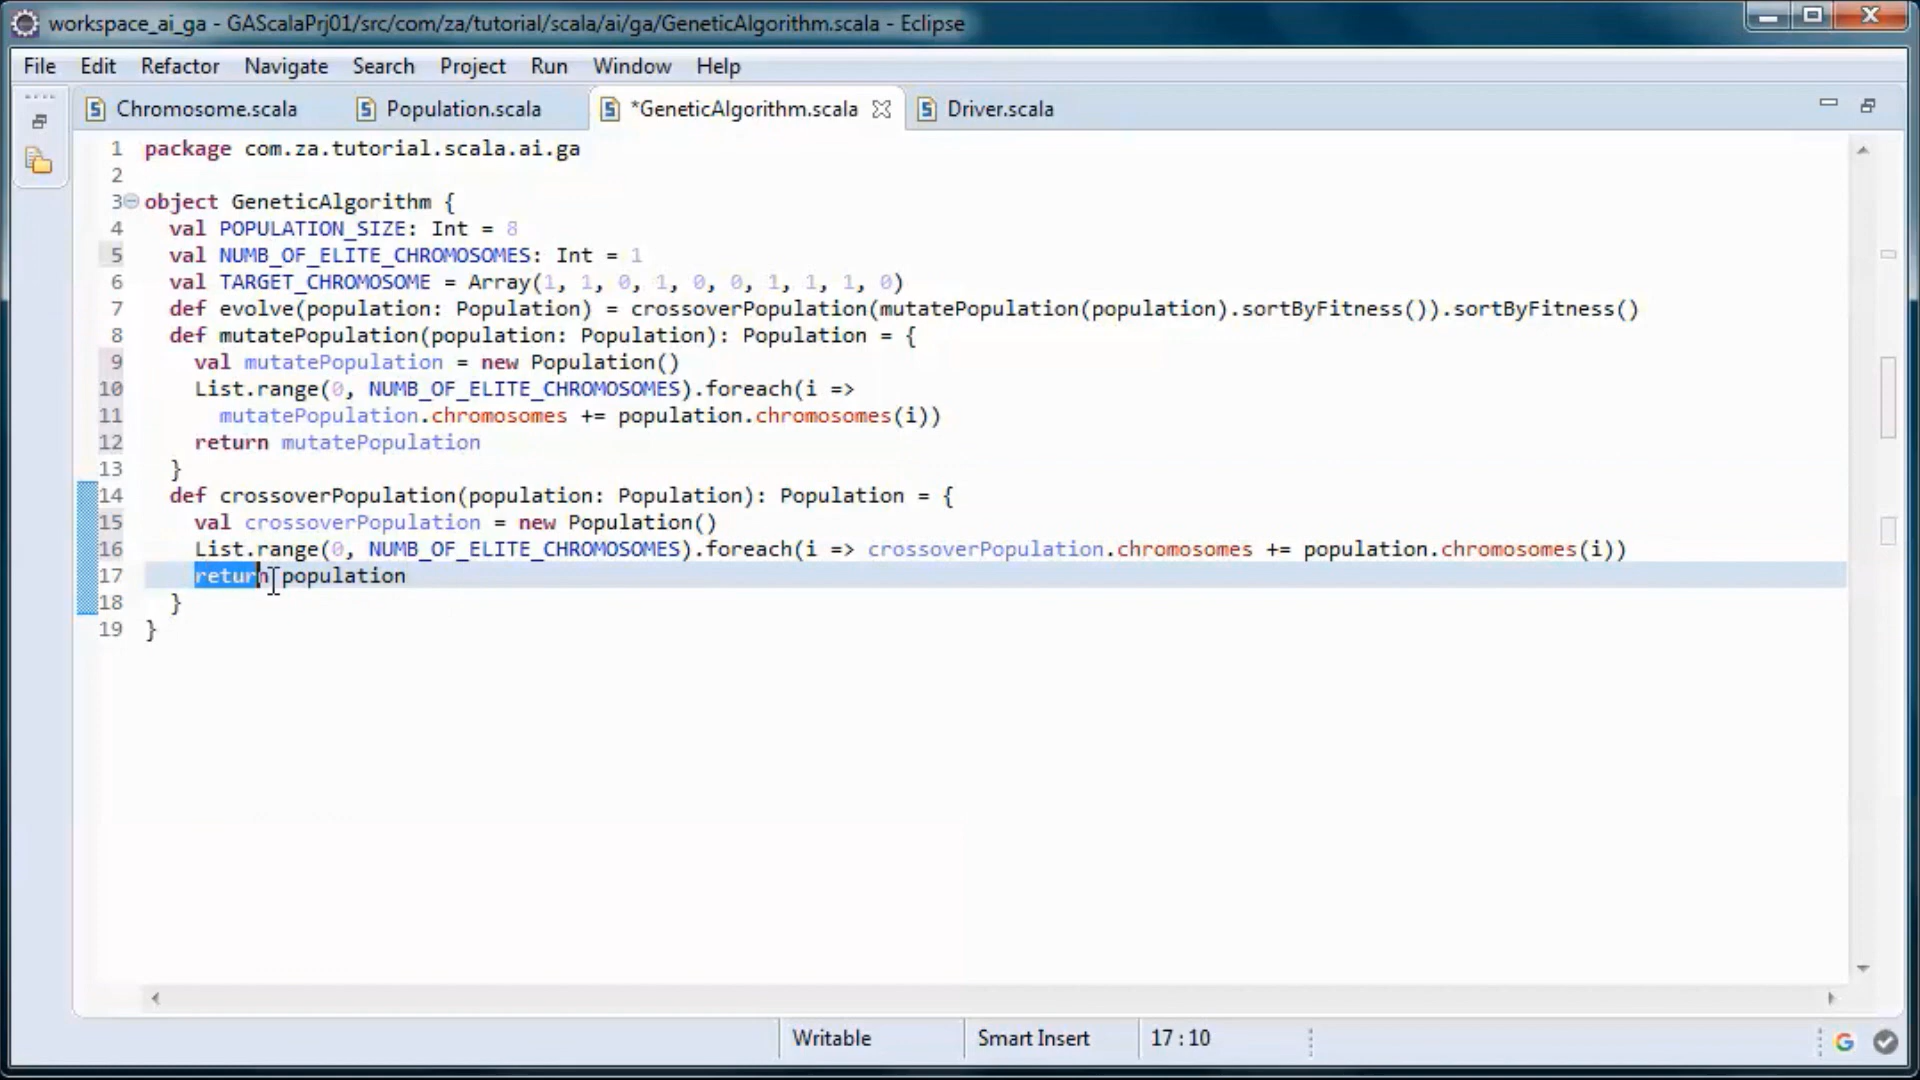 workspace_ai_ga - GAScalaPrj01/src/com/za/tutorial/scala/ai/ga/GeneticAlgorithm.scala - Eclipse
File Edit Refactor Navigate Search Project Run Window Help
Chromosome.scala Population.scala *GeneticAlgorithm.scala Driver.scala
1 package com.za.tutorial.scala.ai.ga
2
3 object GeneticAlgorithm {
4 val POPULATION_SIZE: Int = 8
5 val NUMB_OF_ELITE_CHROMOSOMES: Int = 1
6 val TARGET_CHROMOSOME = Array(1, 1, 0, 1, 0, 0, 1, 1, 1, 0)
7 def evolve(population: Population) = crossoverPopulation(mutatePopulation(population).sortByFitness()).sortByFitness()
8 def mutatePopulation(population: Population): Population = {
9 val mutatePopulation = new Population()
10 List.range(0, NUMB_OF_ELITE_CHROMOSOMES).foreach(i =>
11 mutatePopulation.chromosomes += population.chromosomes(i))
12 return mutatePopulation
13 }
14 def crossoverPopulation(population: Population): Population = {
15 val crossoverPopulation = new Population()
16 List.range(0, NUMB_OF_ELITE_CHROMOSOMES).foreach(i => crossoverPopulation.chromosomes += population.chromosomes(i))
17 return population
18 }
19 }
Writable Smart Insert 17 : 10